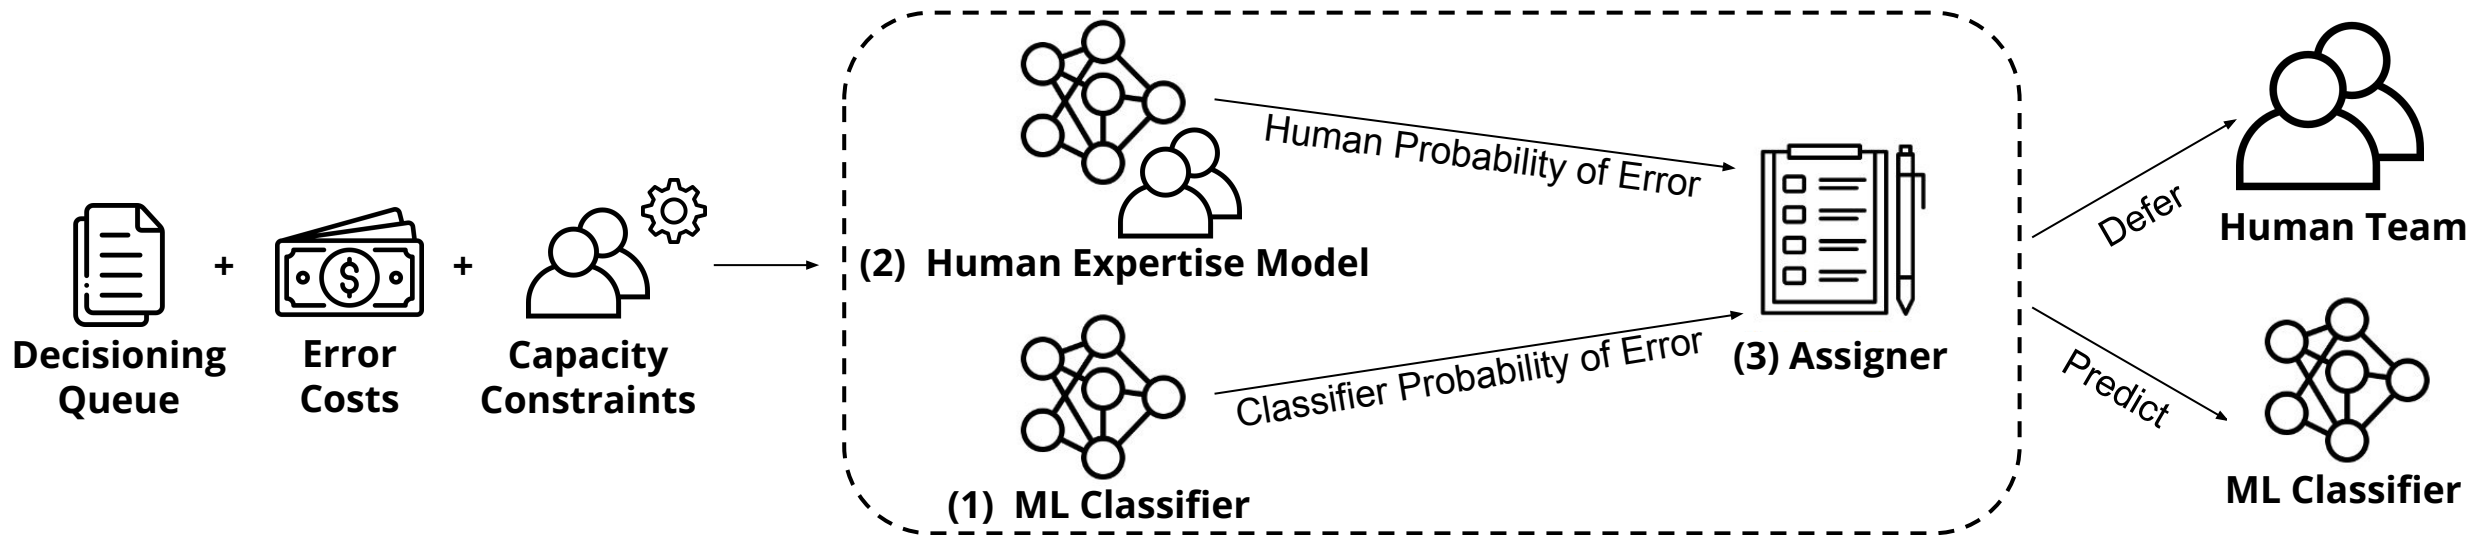 Decisioning
Queue
+
Error
Costs
+
Capacity
Constraints
(2) Human Expertise Model
Human Probability of Error
(1) ML Classifier
Classifier Probability of Error
(3) Assigner
Defer
Human Team
Predict
ML Classifier
$